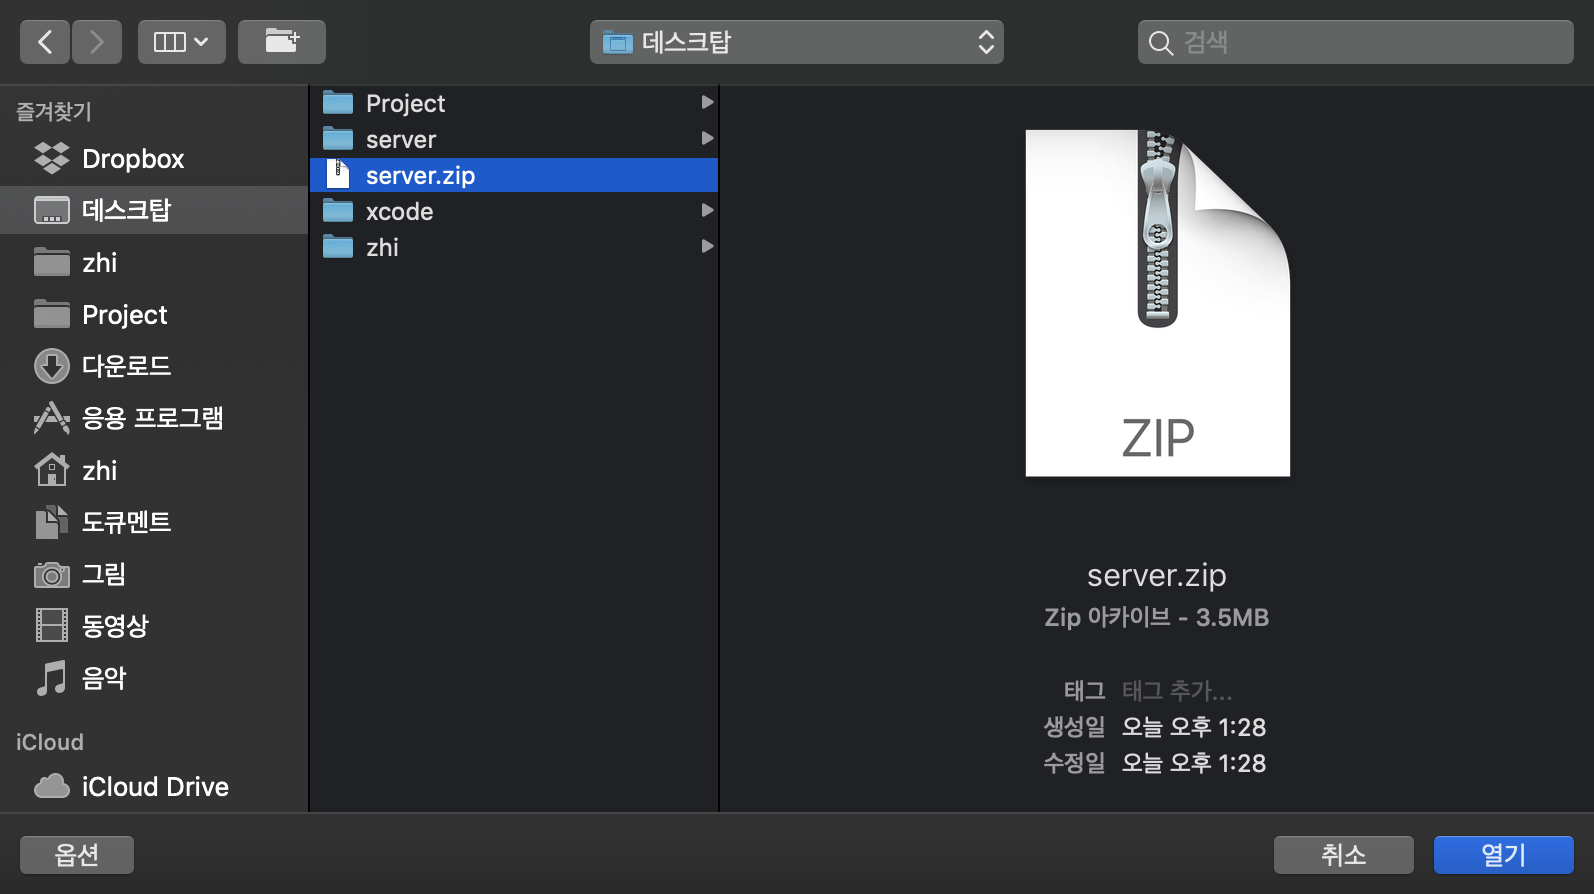 데스크탑
검색
즐겨찾기
Dropbox
데스크탑
zhi
Project
다운로드
응용 프로그램
zhi
도큐멘트
그림
동영상
음악
iCloud
iCloud Drive
Project
server
server.zip
xcode
zhi
ZIP
server.zip
Zip 아카이브 - 3.5MB
태그 태그 추가...
생성일 오늘 오후 1:28
수정일 오늘 오후 1:28
옵션
취소
열기